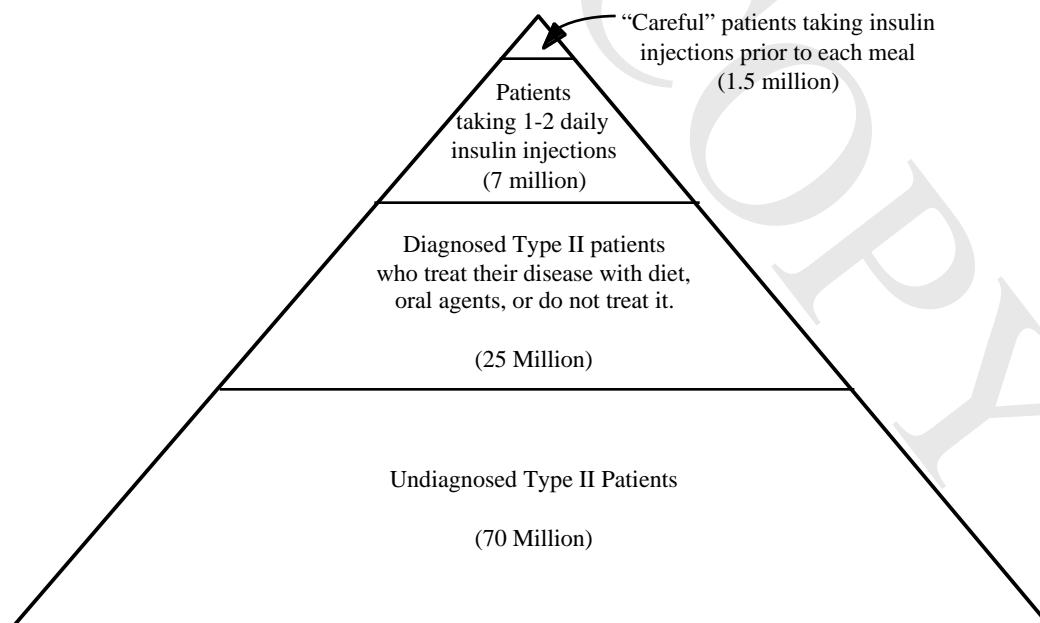 “Careful” patients taking insulin
injections prior to each meal
(1.5 million)
Patients
taking 1-2 daily
insulin injections
(7 million)
Diagnosed Type II patients
who treat their disease with diet,
oral agents, or do not treat it.
(25 Million)
Undiagnosed Type II Patients
(70 Million)
COPY